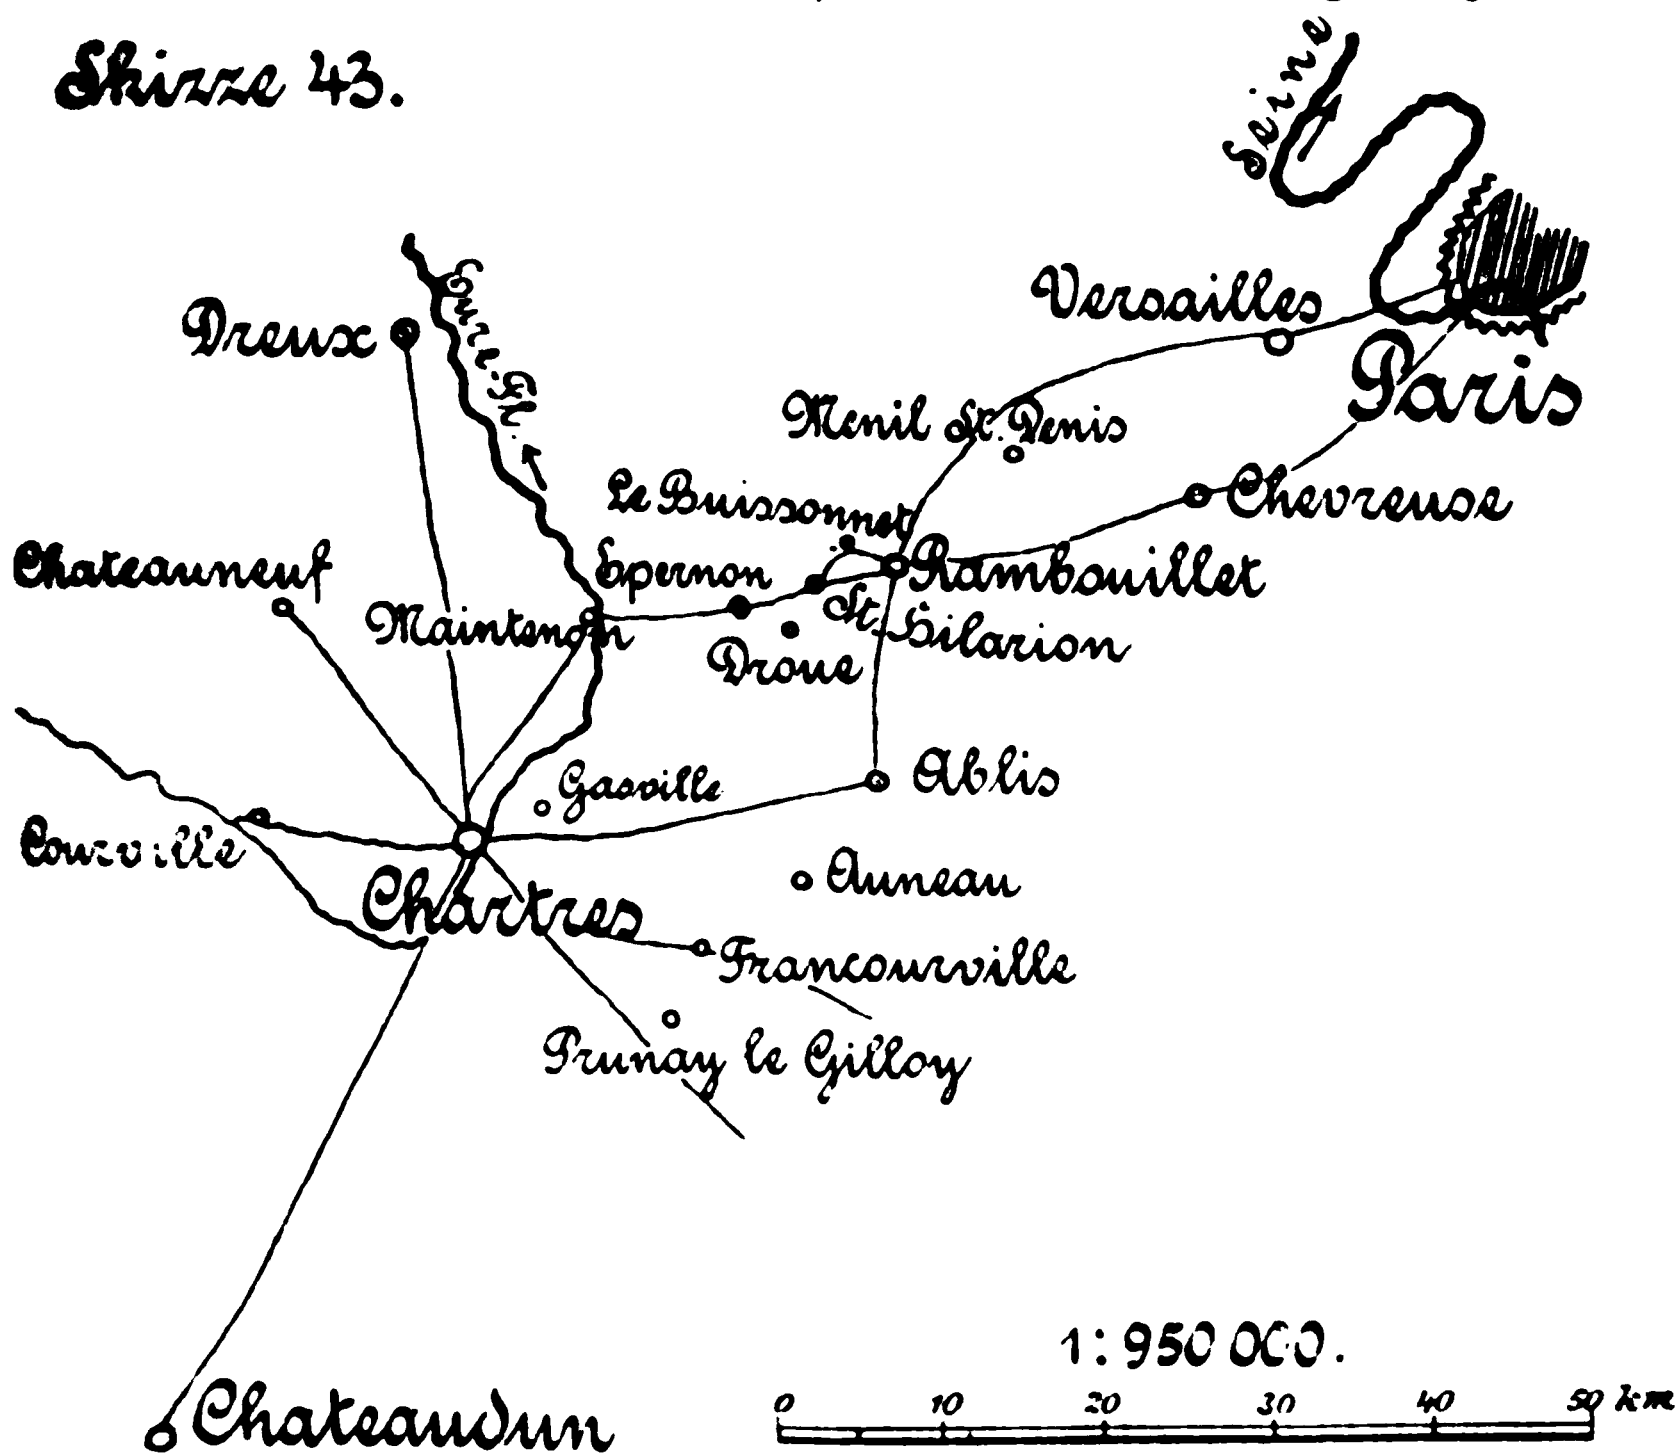 Skizze 43.
Seine
Eure-Fl.
Dreux
Versailles
Paris
Menil St. Denis
Le Buissonnet
Chevreuse
Chateauneuf
Epernon
Rambouillet
Maintenon
St. Hilarion
Droue
Gasville
Ablis
Courville
Auneau
Chartres
Francourville
Prunay le Gilloy
1:950 000.
Chateaudun
0 10 20 30 40 50 km